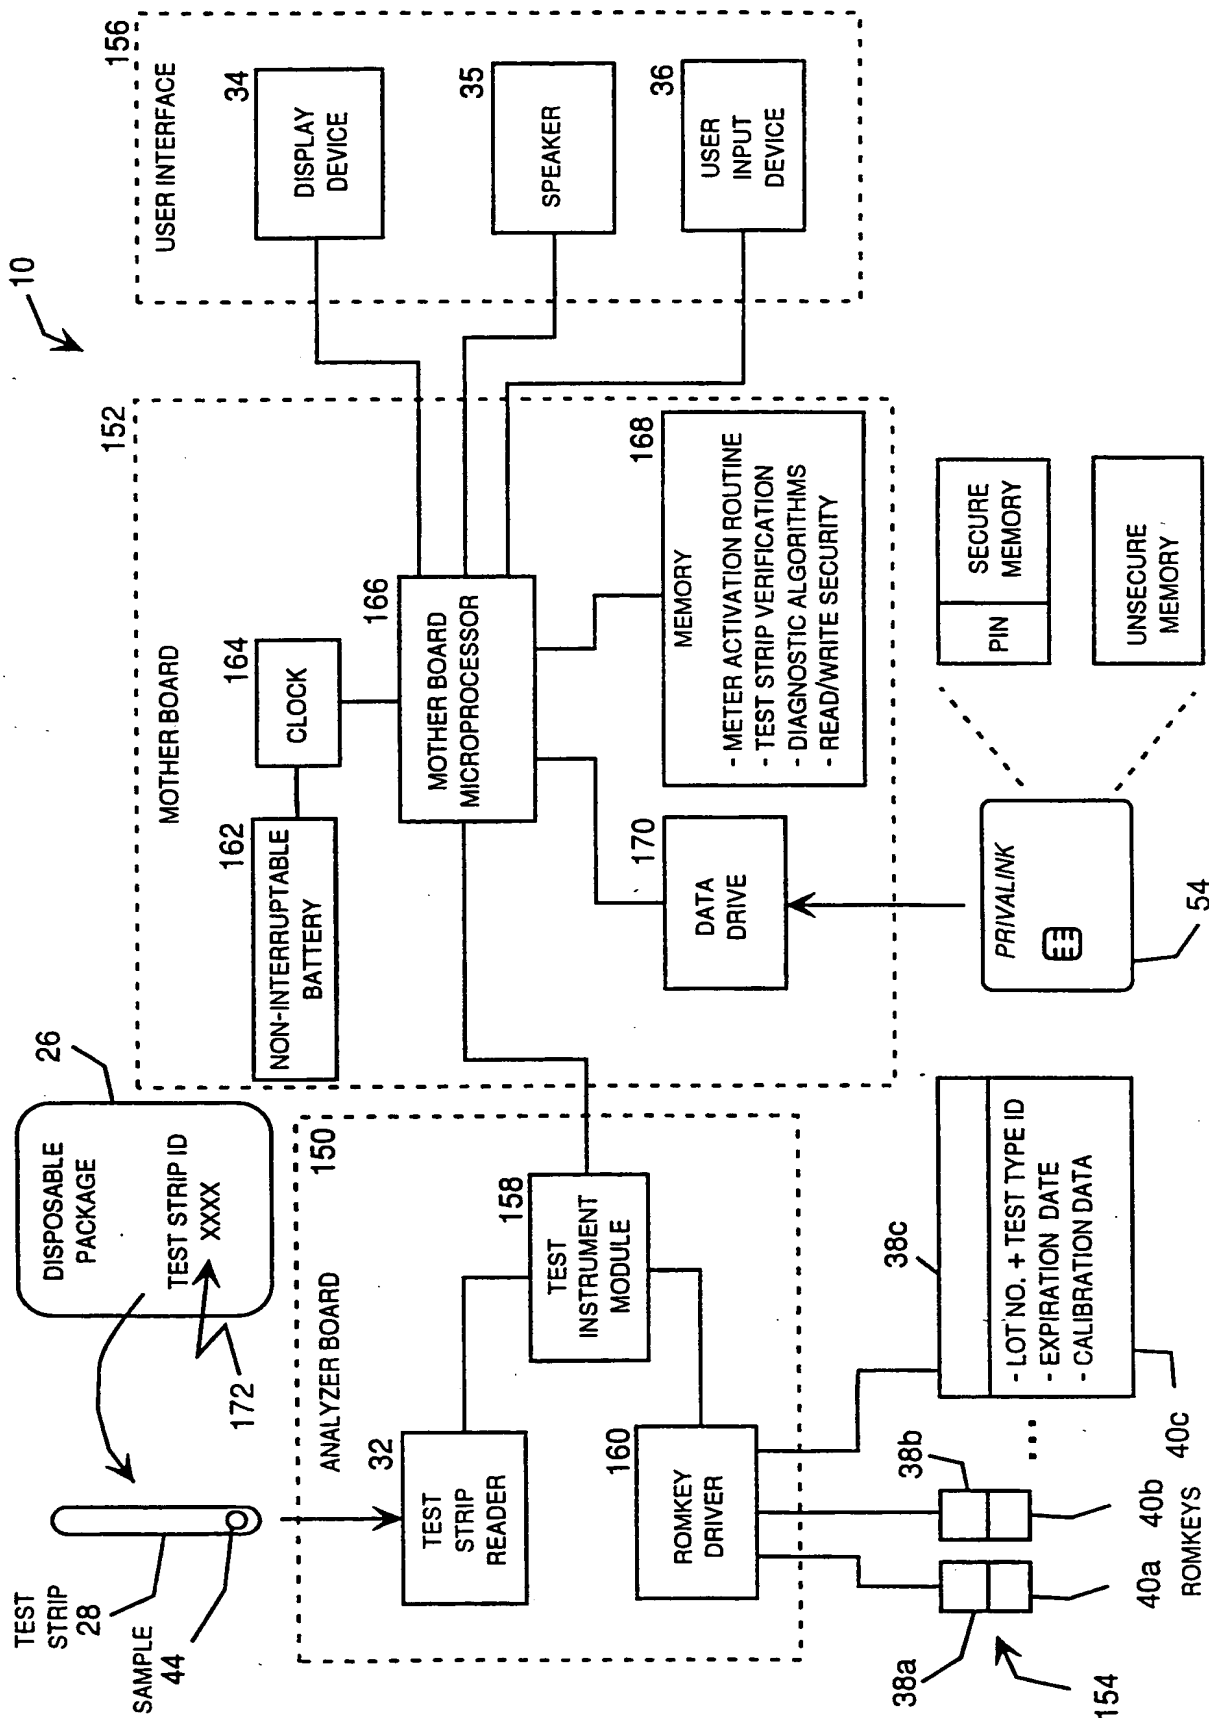 10
TEST
STRIP
28
SAMPLE
44
172
DISPOSABLE
PACKAGE
TEST STRIP ID
XXXX
26
ANALYZER BOARD
150
32
TEST
STRIP
READER
158
TEST
INSTRUMENT
MODULE
160
ROMKEY
DRIVER
38a
38b
38c
- LOT NO. + TEST TYPE ID
- EXPIRATION DATE
- CALIBRATION DATA
...
154
40a
40b
40c
ROMKEYS
MOTHER BOARD
152
162
NON-INTERRUPTABLE
BATTERY
164
CLOCK
166
MOTHER BOARD
MICROPROCESSOR
170
DATA
DRIVE
168
MEMORY
- METER ACTIVATION ROUTINE
- TEST STRIP VERIFICATION
- DIAGNOSTIC ALGORITHMS
- READ/WRITE SECURITY
PRIVALINK
54
PIN
SECURE
MEMORY
UNSECURE
MEMORY
USER INTERFACE
156
34
DISPLAY
DEVICE
35
SPEAKER
36
USER
INPUT
DEVICE